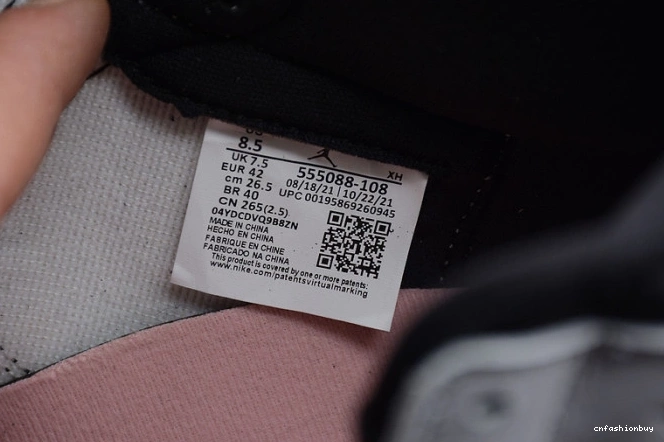 8.5
UK 7.5
EUR 42
cm 26.5
BR 40
CN 265(2.5)
04YDCDVQ9B8ZN
MADE IN CHINA
HECHO EN CHINA
FABRIQUE EN CHINE
FABRICADO NA CHINA
This product is covered by one or more patents:
www.nike.com/patentsvirtualmarking
XH
555088-108
08/18/21 | 10/22/21
UPC 00195869260945
cnfashionbuy